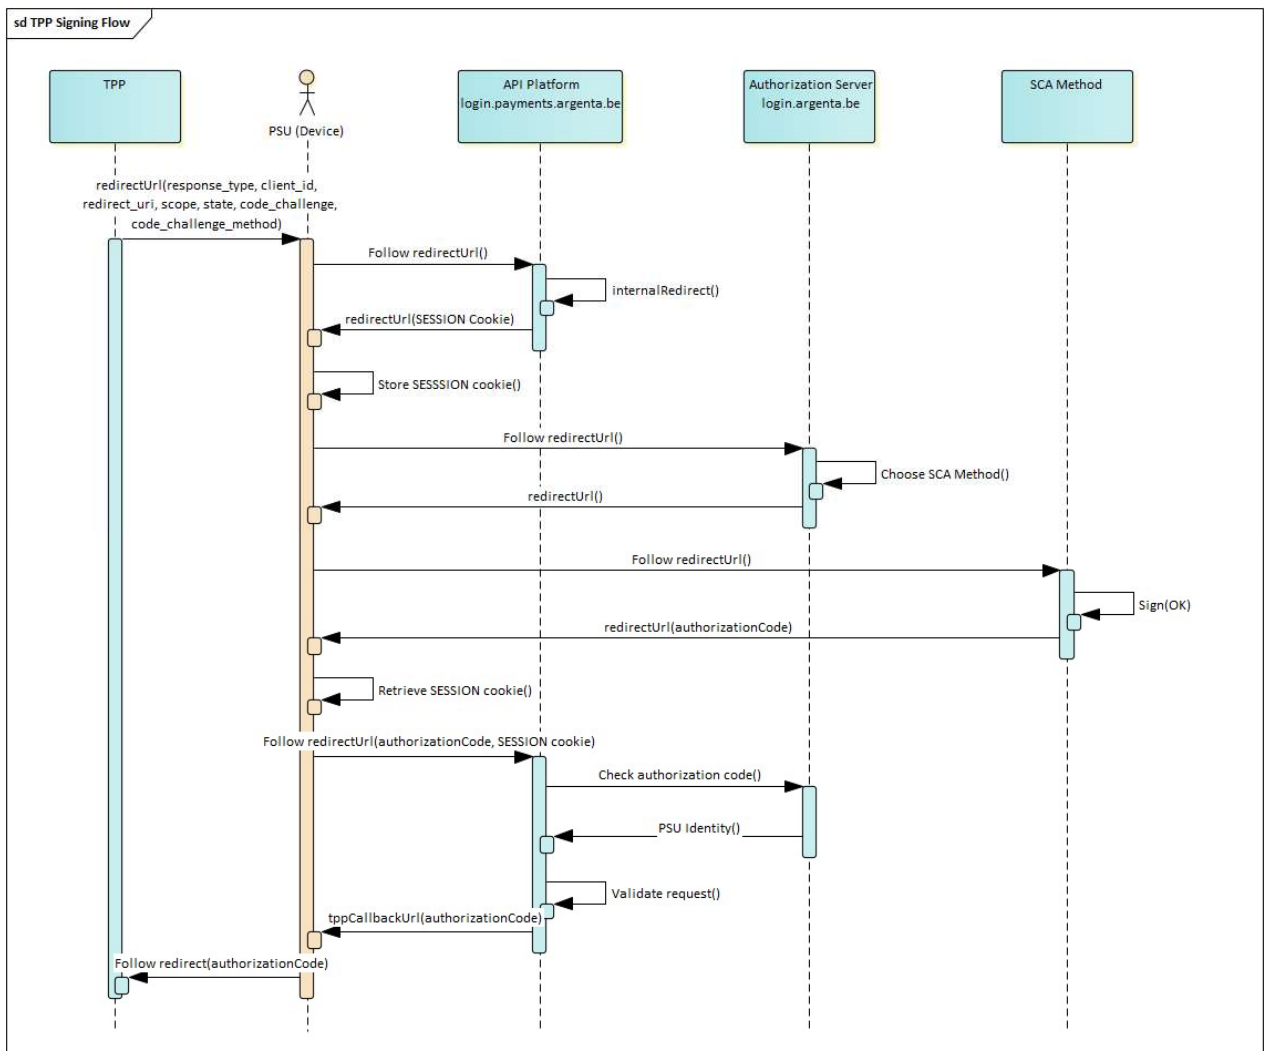 sd TPP Signing Flow
TPP
PSU (Device)
API Platform
login.payments.argenta.be
Authorization Server
login.argenta.be
SCA Method
redirectUrl(response_type, client_id,
redirect_uri, scope, state, code_challenge,
code_challenge_method)
Follow redirectUrl()
internalRedirect()
redirectUrl(SESSION Cookie)
Store SESSSION cookie()
Follow redirectUrl()
Choose SCA Method()
redirectUrl()
Follow redirectUrl()
Sign(OK)
redirectUrl(authorizationCode)
Retrieve SESSION cookie()
Follow redirectUrl(authorizationCode, SESSION cookie)
Check authorization code()
PSU Identity()
Validate request()
tppCallbackUrl(authorizationCode)
Follow redirect(authorizationCode)